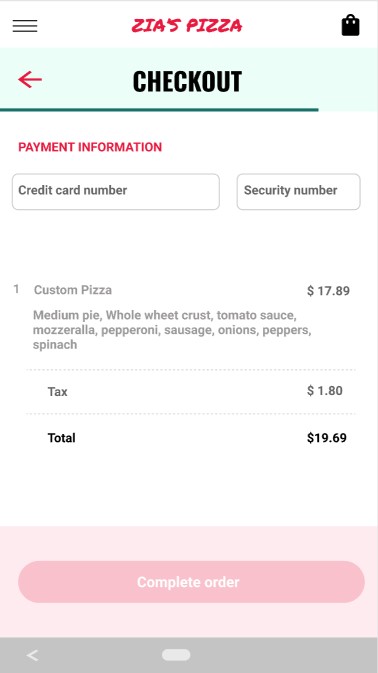 ZIA'S PIZZA
CHECKOUT
PAYMENT INFORMATION
Credit card number
Security number
1 Custom Pizza $ 17.89
Medium pie, Whole wheet crust, tomato sauce,
mozzeralla, pepperoni, sausage, onions, peppers,
spinach
Tax $ 1.80
Total $19.69
Complete order